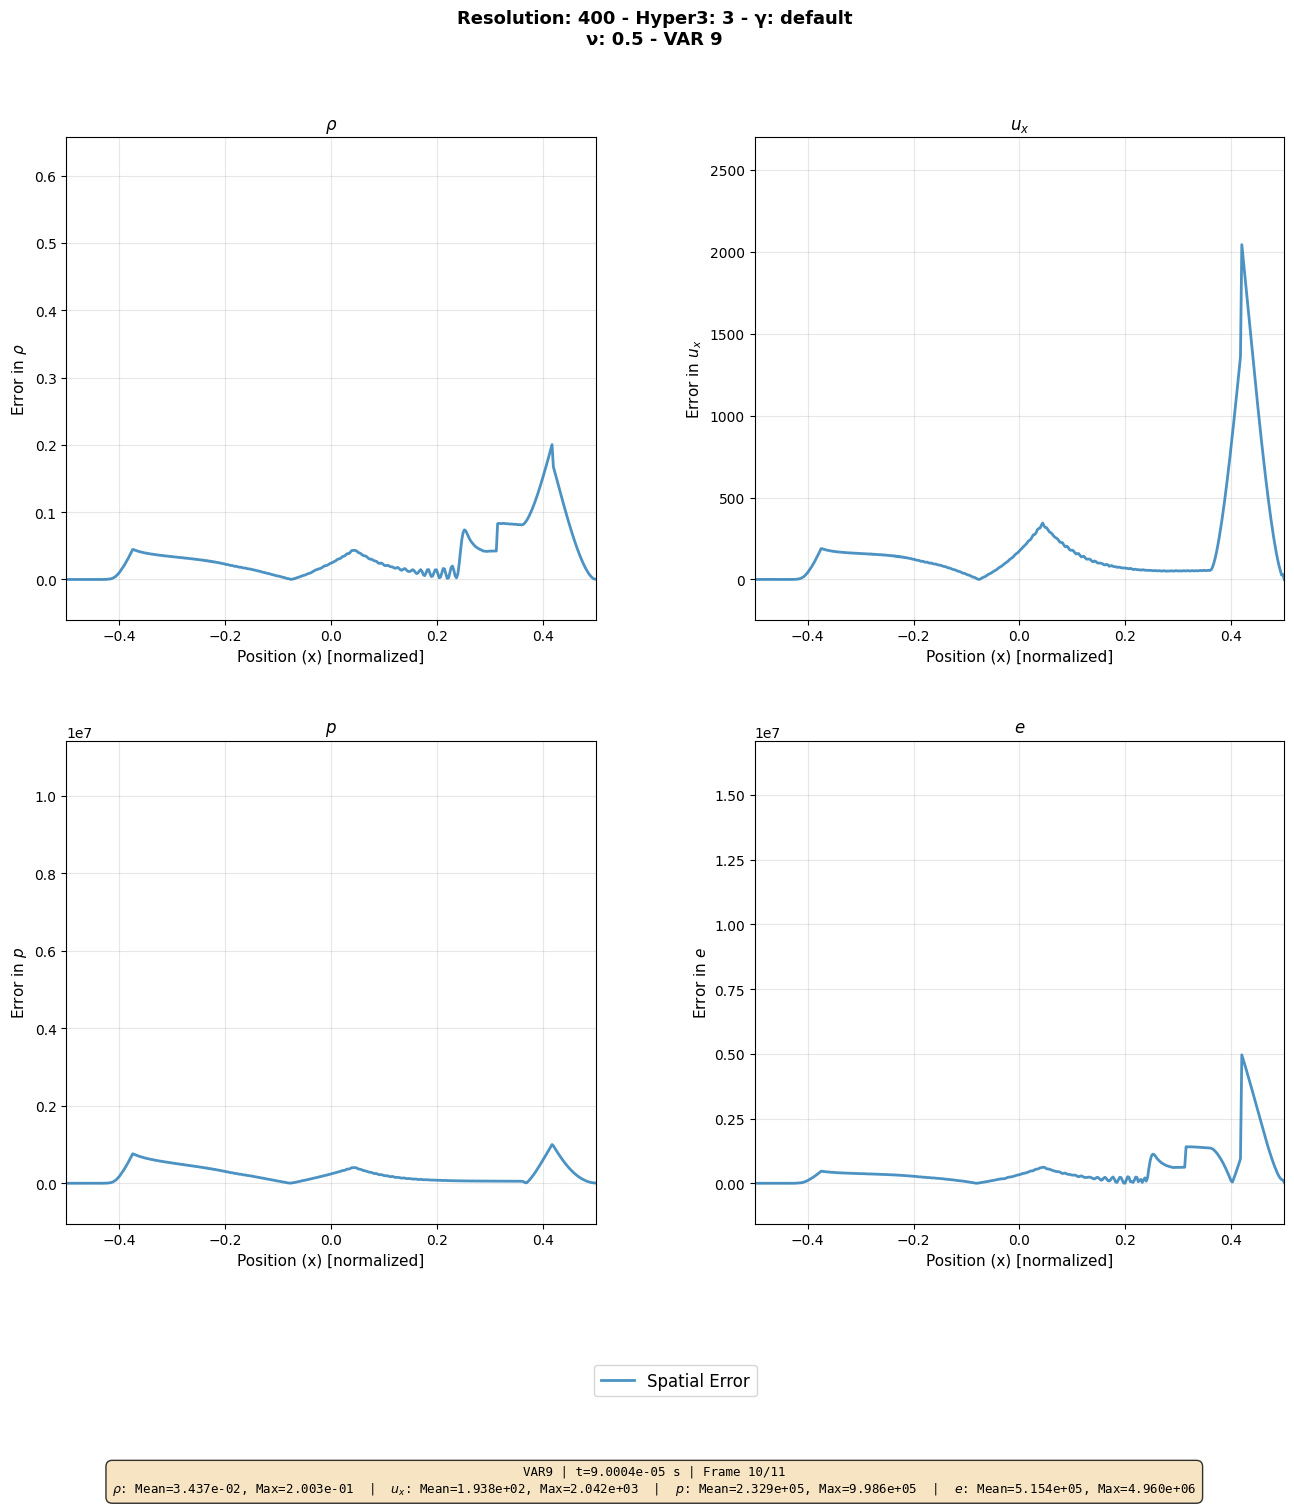 Resolution: 400 - Hyper3: 3 - γ: default
ν: 0.5 - VAR 9
ρ
Error in ρ
0.6
0.5
0.4
0.3
0.2
0.1
0.0
−0.4 −0.2 0.0 0.2 0.4
Position (x) [normalized]
u_x
Error in u_x
2500
2000
1500
1000
500
0
−0.4 −0.2 0.0 0.2 0.4
Position (x) [normalized]
p
1e7
Error in p
1.0
0.8
0.6
0.4
0.2
0.0
−0.4 −0.2 0.0 0.2 0.4
Position (x) [normalized]
e
1e7
Error in e
1.50
1.25
1.00
0.75
0.50
0.25
0.00
−0.4 −0.2 0.0 0.2 0.4
Position (x) [normalized]
Spatial Error
VAR9 | t=9.0004e-05 s | Frame 10/11
ρ: Mean=3.437e-02, Max=2.003e-01 | u_x: Mean=1.938e+02, Max=2.042e+03 | p: Mean=2.329e+05, Max=9.986e+05 | e: Mean=5.154e+05, Max=4.960e+06